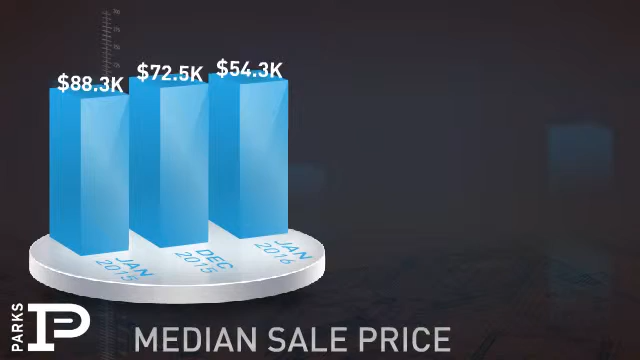 $88.3K
$72.5K
$54.3K
JAN
2015
DEC
2015
JAN
2016
PARKS
P
MEDIAN SALE PRICE